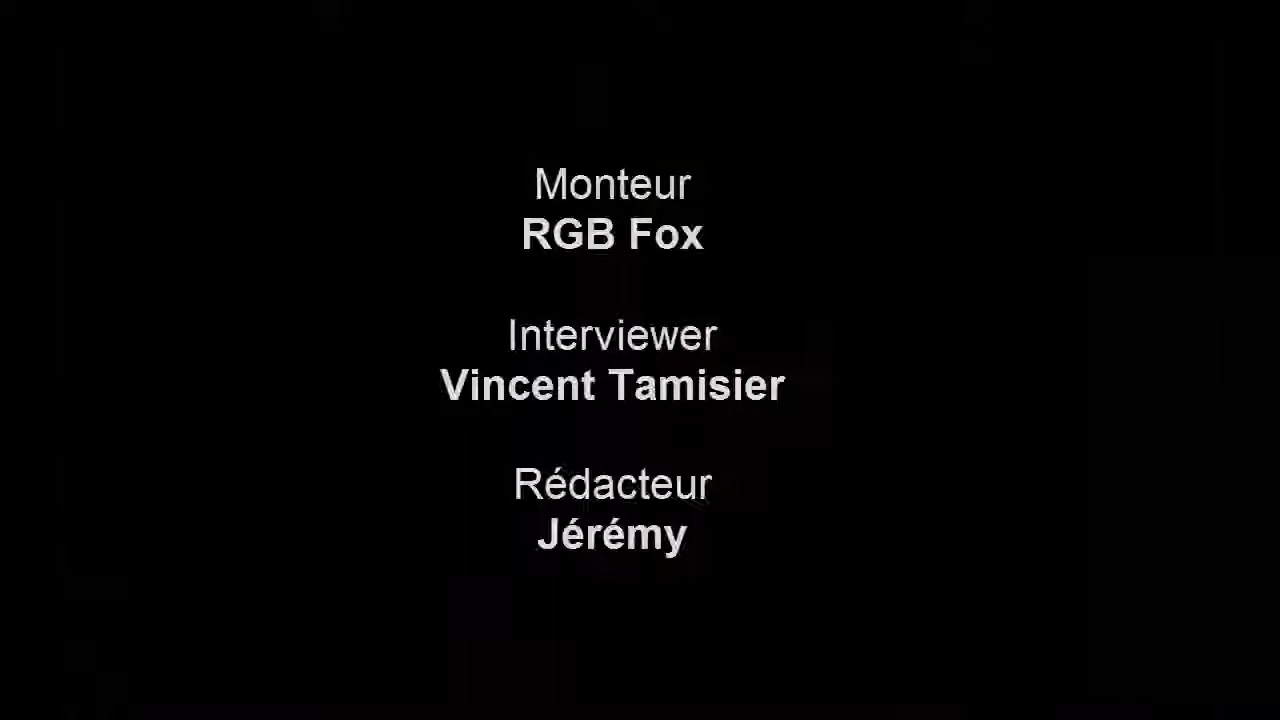 Monteur
RGB Fox
Interviewer
Vincent Tamisier
Rédacteur
Jérémy